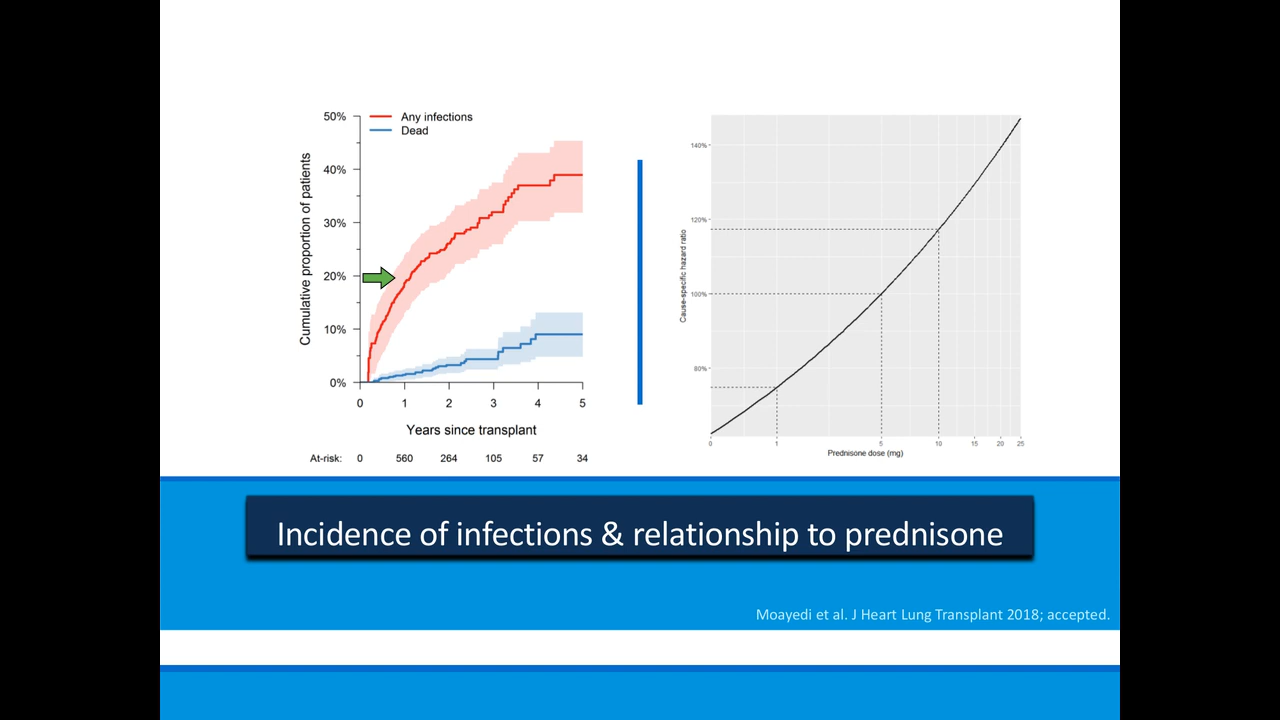 50%
40%
30%
20%
10%
0%
Cumulative proportion of patients
Any infections
Dead
0 1 2 3 4 5
Years since transplant
At-risk: 0 560 264 105 57 34
140%
120%
100%
80%
Cause-specific hazard ratio
0 1 5 10 15 20 25
Prednisone dose (mg)
Incidence of infections & relationship to prednisone
Moayedi et al. J Heart Lung Transplant 2018; accepted.